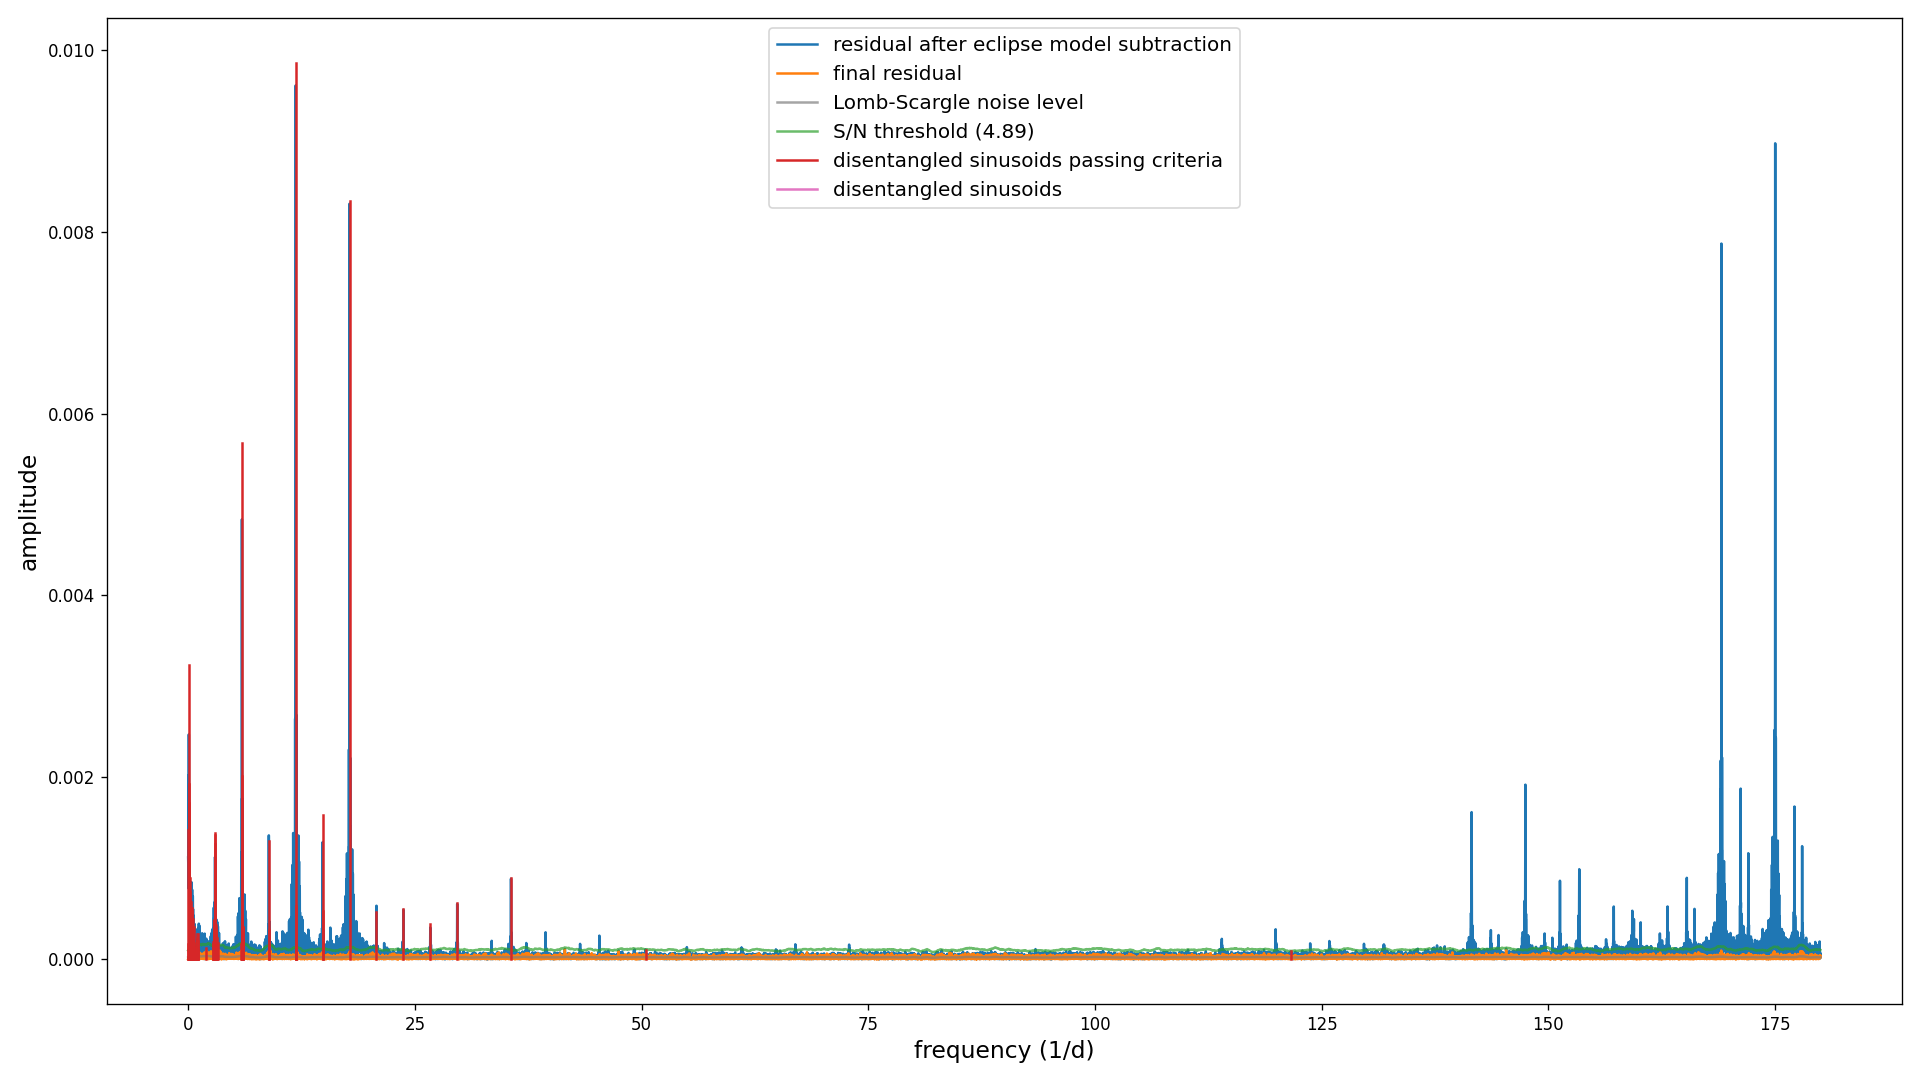 residual after eclipse model subtraction
final residual
Lomb-Scargle noise level
S/N threshold (4.89)
disentangled sinusoids passing criteria
disentangled sinusoids
0.010
0.008
0.006
0.004
0.002
0.000
amplitude
0 25 50 75 100 125 150 175
frequency (1/d)